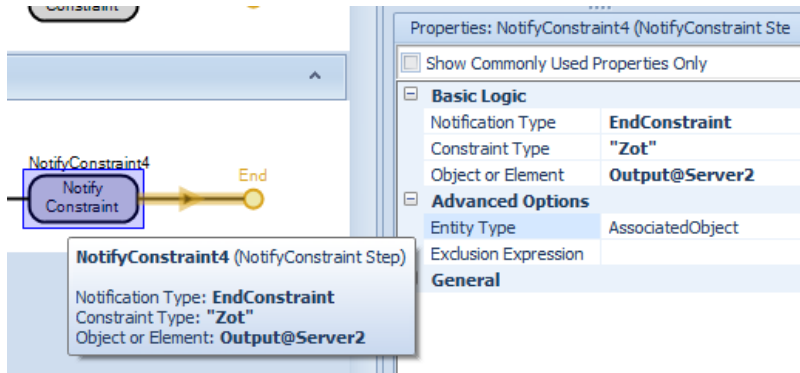 Constraint
NotifyConstraint4
Notify
Constraint
End
NotifyConstraint4 (NotifyConstraint Step)
Notification Type: EndConstraint
Constraint Type: "Zot"
Object or Element: Output@Server2
Properties: NotifyConstraint4 (NotifyConstraint Ste
Show Commonly Used Properties Only
Basic Logic
Notification Type EndConstraint
Constraint Type "Zot"
Object or Element Output@Server2
Advanced Options
Entity Type AssociatedObject
Exclusion Expression
General